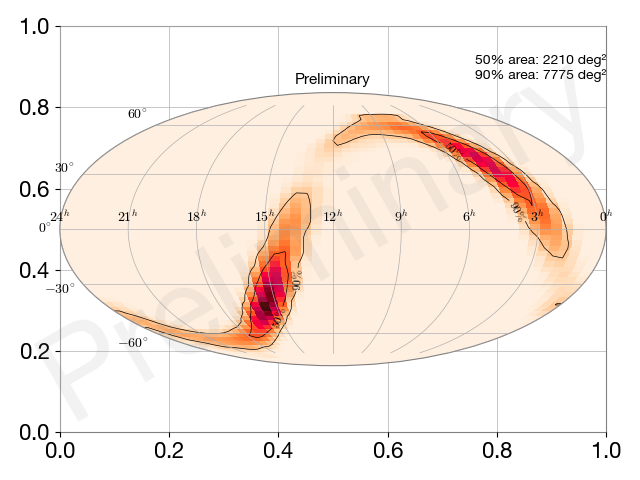 1.0
50% area: 2210 deg²
90% area: 7775 deg²
Preliminary
0.8
60°
30°
0.6
24h 21h 18h 15h 12h 9h 6h 3h 0h
0°
0.4
−30°
−60°
0.2
0.0
0.0 0.2 0.4 0.6 0.8 1.0
50%
90%
90%
50%
Preliminary